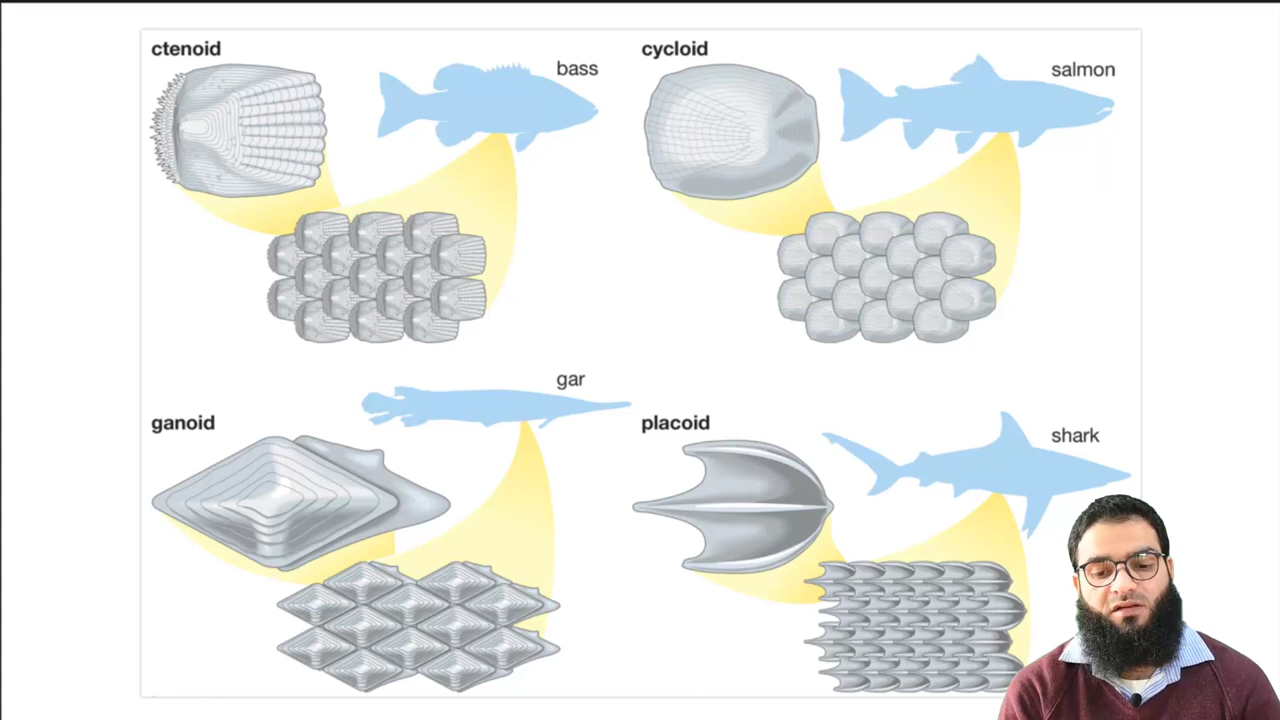 ctenoid
bass
cycloid
salmon
ganoid
gar
placoid
shark